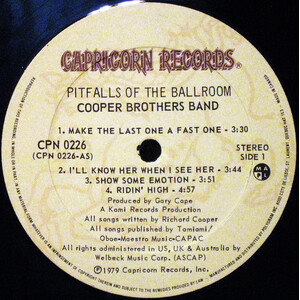 CAPRICORN RECORDS®
PITFALLS OF THE BALLROOM
COOPER BROTHERS BAND
1. MAKE THE LAST ONE A FAST ONE - 3:30
CPN 0226
(CPN 0226-AS)
STEREO
SIDE 1
2. I'LL KNOW HER WHEN I SEE HER - 3:44
3. SHOW SOME EMOTION - 3:51
4. RIDIN' HIGH - 4:57
Produced by Gary Cape
A Kami Records Production
All songs written by Richard Cooper
All songs published by Tamiami/
Oboe-Maestro Music-CAPAC
All rights administered in US, UK & Australia by
Welbeck Music Corp. (ASCAP)
℗1979 Capricorn Records, Inc.